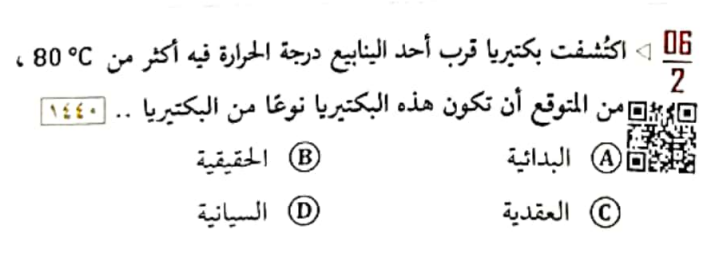 06/2 ◁ اكتُشفت بكتيريا قرب أحد الينابيع درجة الحرارة فيه أكثر من 80 °C ،
من المتوقع أن تكون هذه البكتيريا نوعًا من البكتيريا .. ١٤٤٠
A البدائية
B الحقيقية
C العقدية
D السيانية